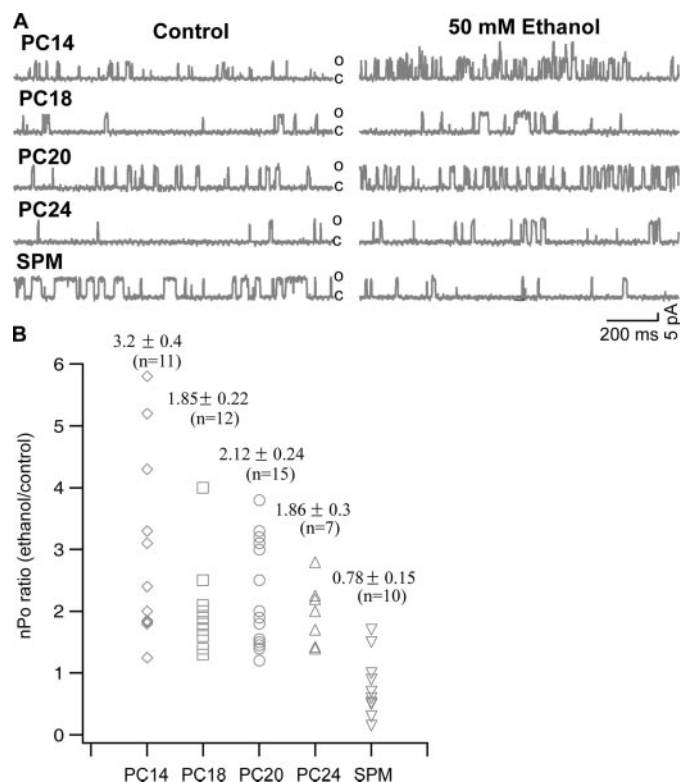 A
Control 50 mM Ethanol
PC14
O
C
PC18
O
C
PC20
O
C
PC24
O
C
SPM
O
C
200 ms
5 pA
B
nPo ratio (ethanol/control)
6
5
4
3
2
1
0
3.2 ± 0.4
(n=11)
1.85± 0.22
(n=12)
2.12 ± 0.24
(n=15)
1.86 ± 0.3
(n=7)
0.78 ± 0.15
(n=10)
PC14 PC18 PC20 PC24 SPM